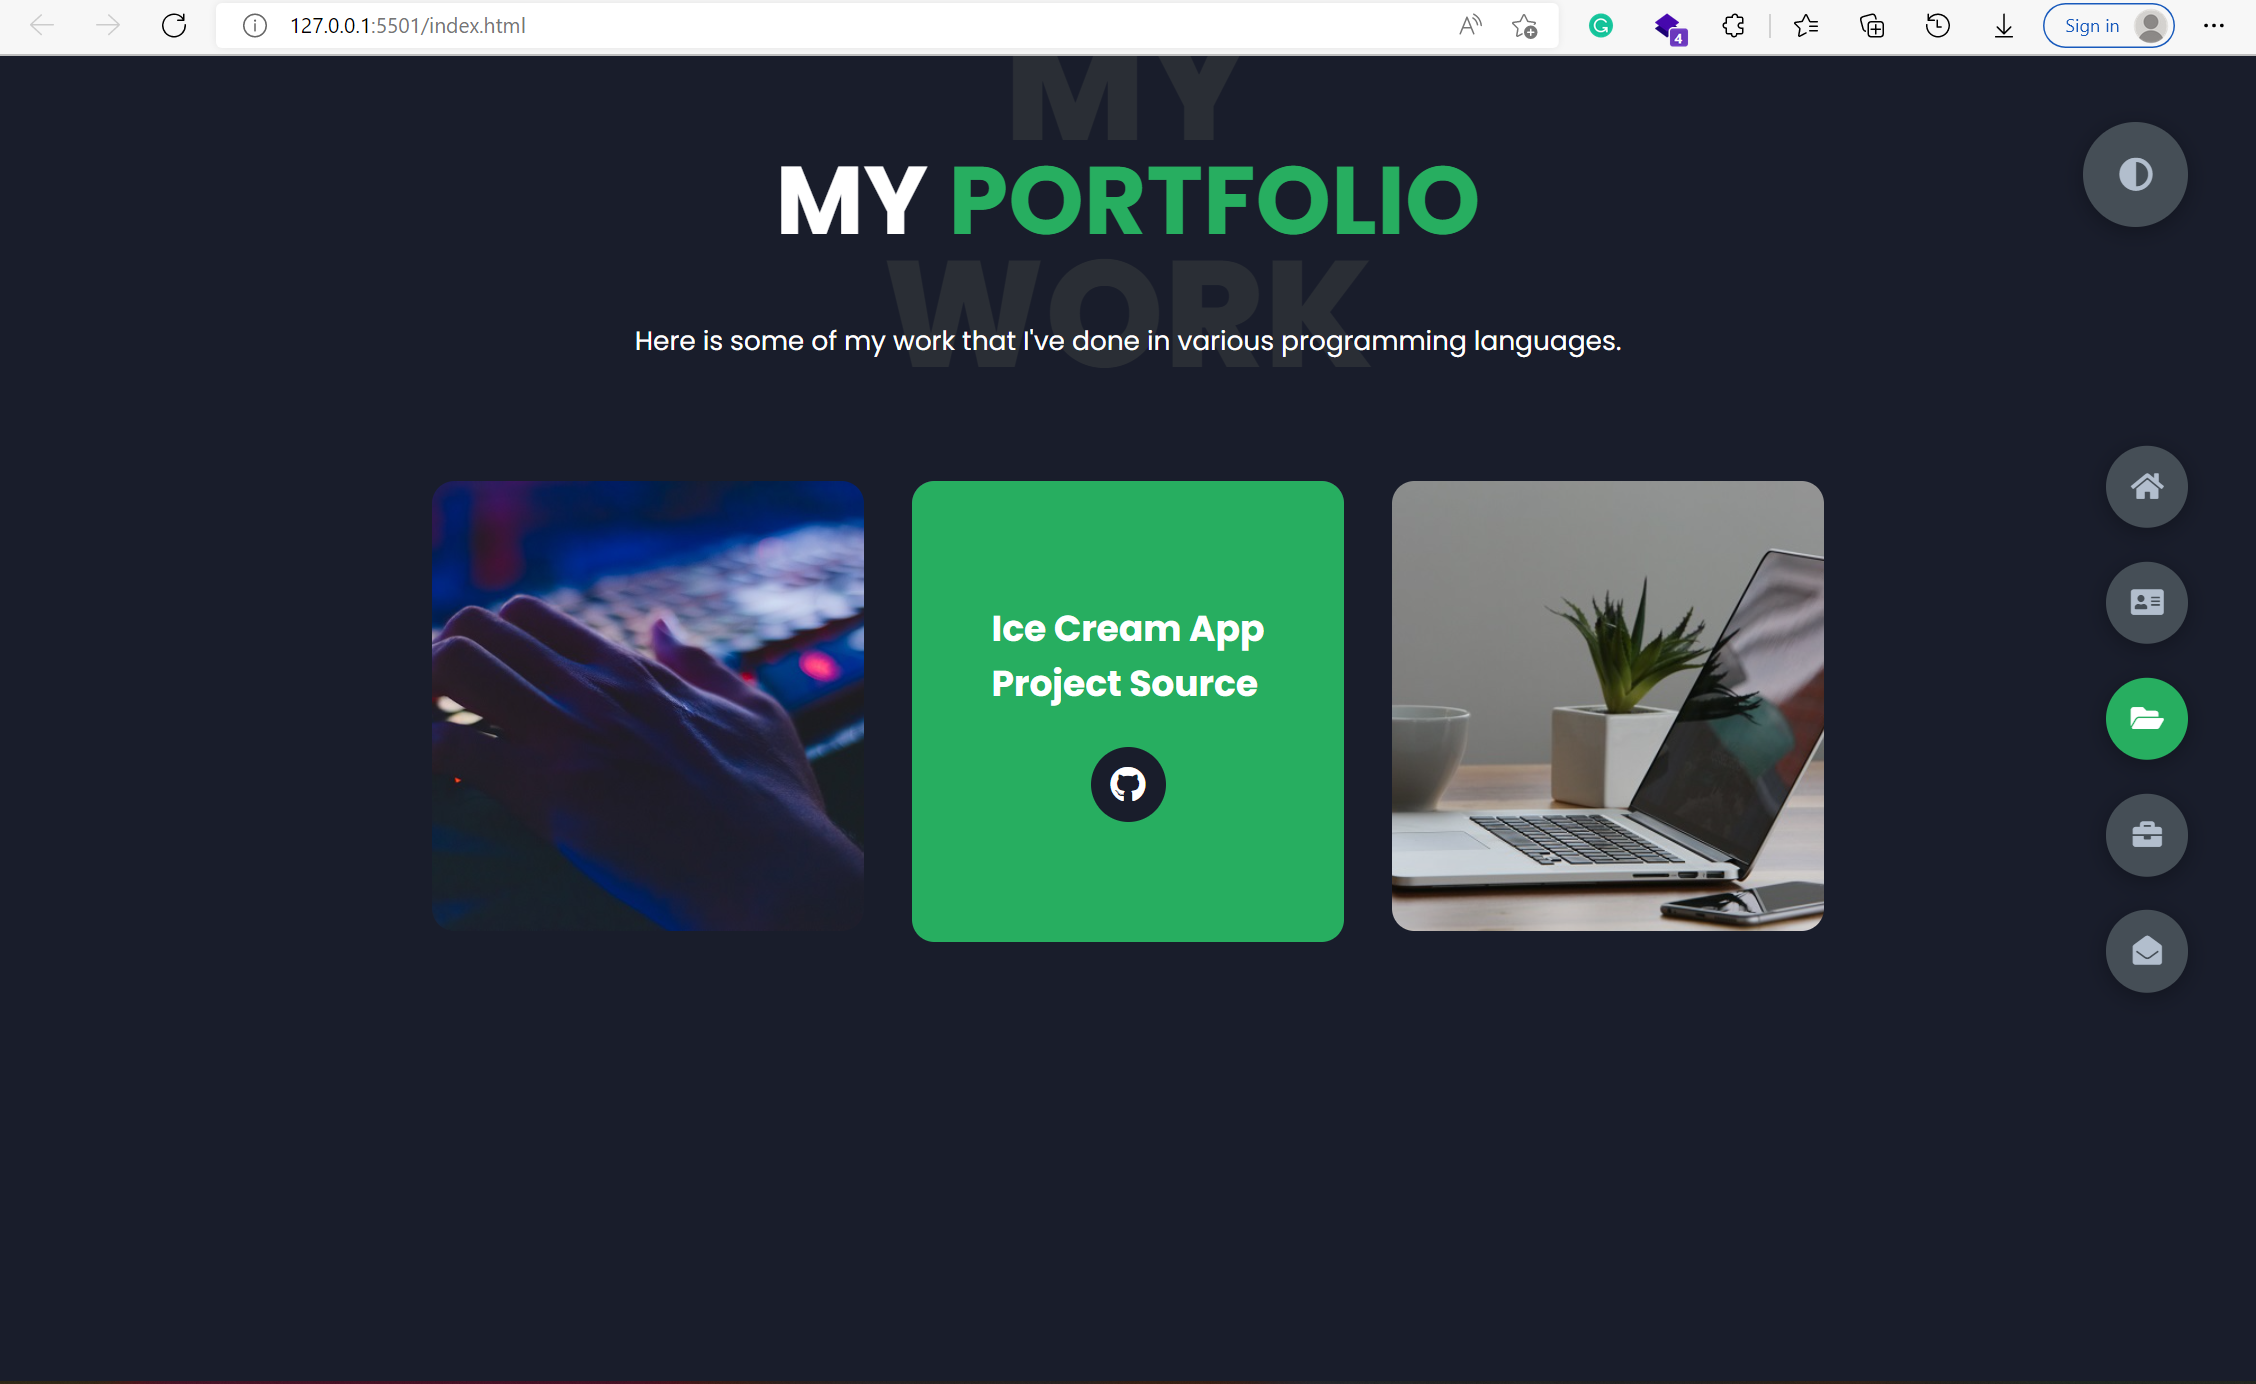 127.0.0.1:5501/index.html
4
Sign in
MY
MY PORTFOLIO
WORK
Here is some of my work that I've done in various programming languages.
Ice Cream App
Project Source